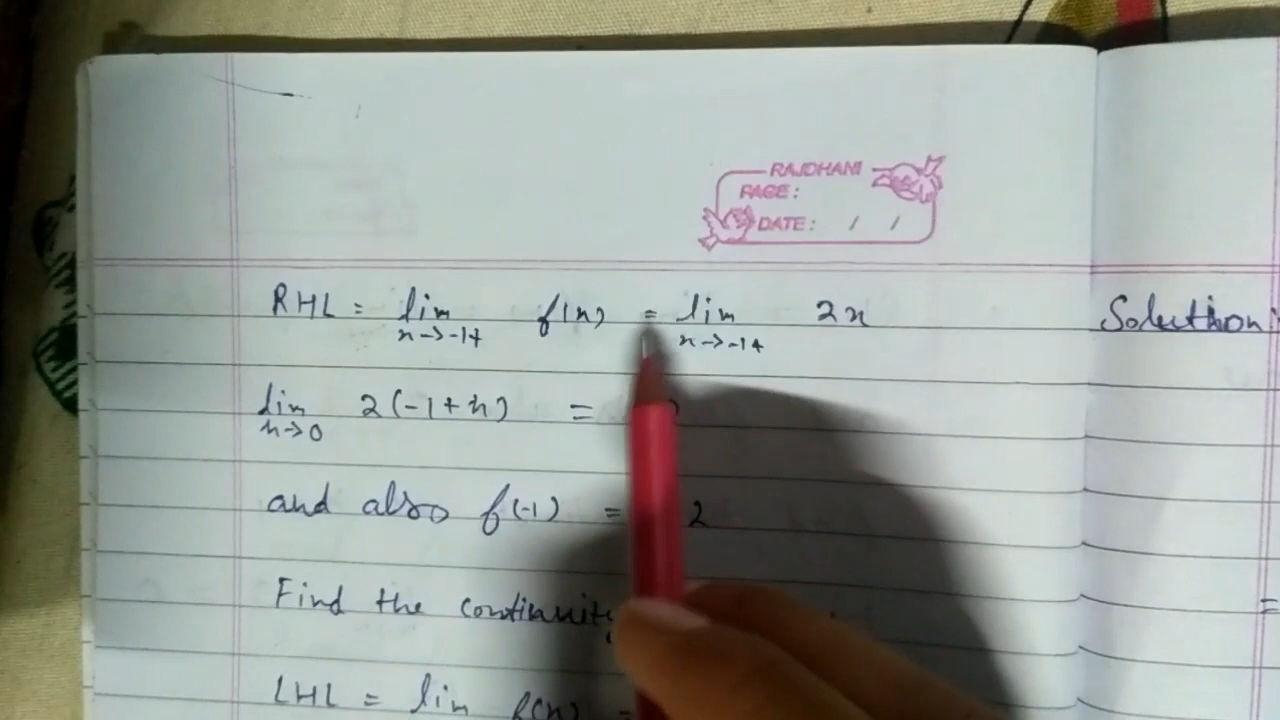 RAJDHANI
PAGE:
DATE: / /
RHL = lim f(x) = lim 2x
x→-1+ x→-1+
lim 2(-1+h) =
h→0
and also f(-1) = 2
Find the continuity
LHL = lim f(x) =
Solution:
=